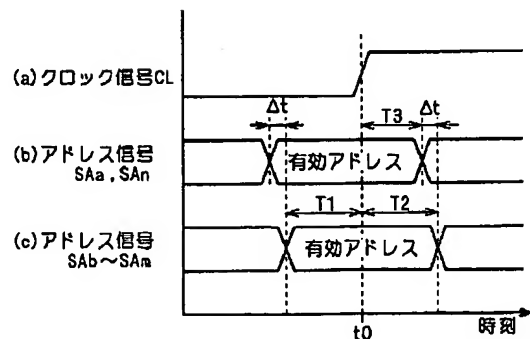 (a)クロック信号CL
Δt
T3
Δt
(b)アドレス信号
SAa,SAn
有効アドレス
T1
T2
(c)アドレス信号
SAb～SAm
有効アドレス
t0
時刻